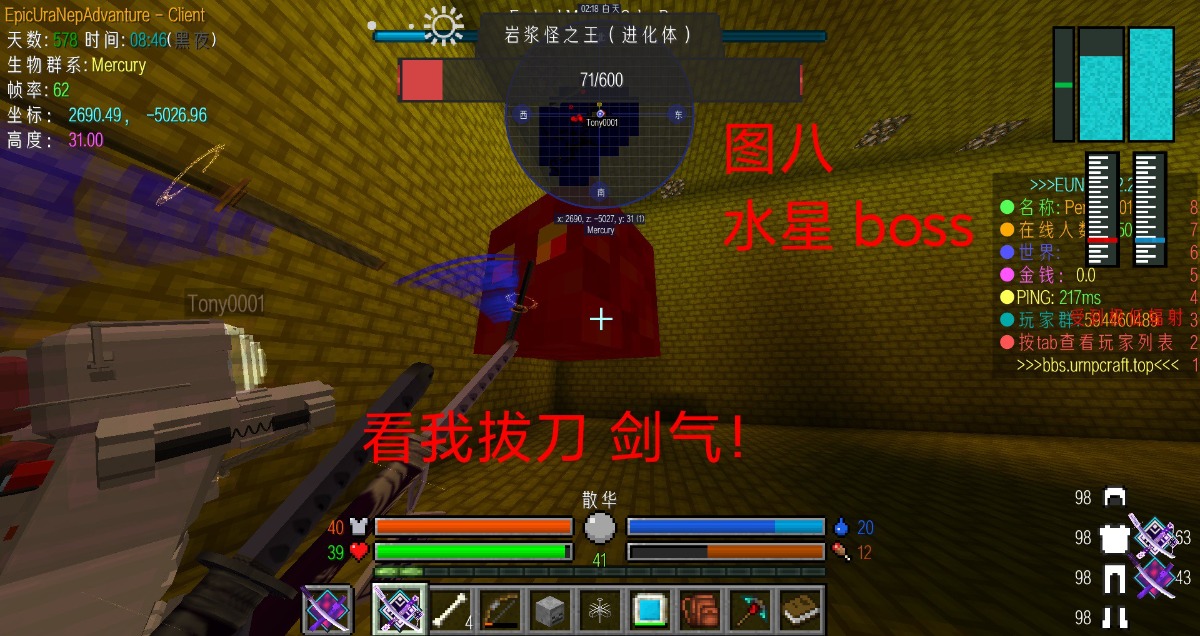 EpicUraNepAdvanture - Client
天数: 578 时间: 08:46(黑夜)
生物群系: Mercury
帧率: 62
坐标: 2690.49, -5026.96
高度: 31.00
02:18 白天
岩浆怪之王(进化体)
71/600
西
东
Tony0001
南
x: 2690, z: -5027, y: 31 (1)
Mercury
图八
水星 boss
>>>EUN
名称: Per
8
在线人数
50
7
世界:
6
金钱: 0.0
5
PING: 217ms
4
玩家群: 594460489
3
按tab查看玩家列表
2
>>>bbs.urnpcraft.top<<<
1
Tony0001
看我拔刀 剑气!
散华
40
20
39
41
12
4
98
98
63
98
43
98